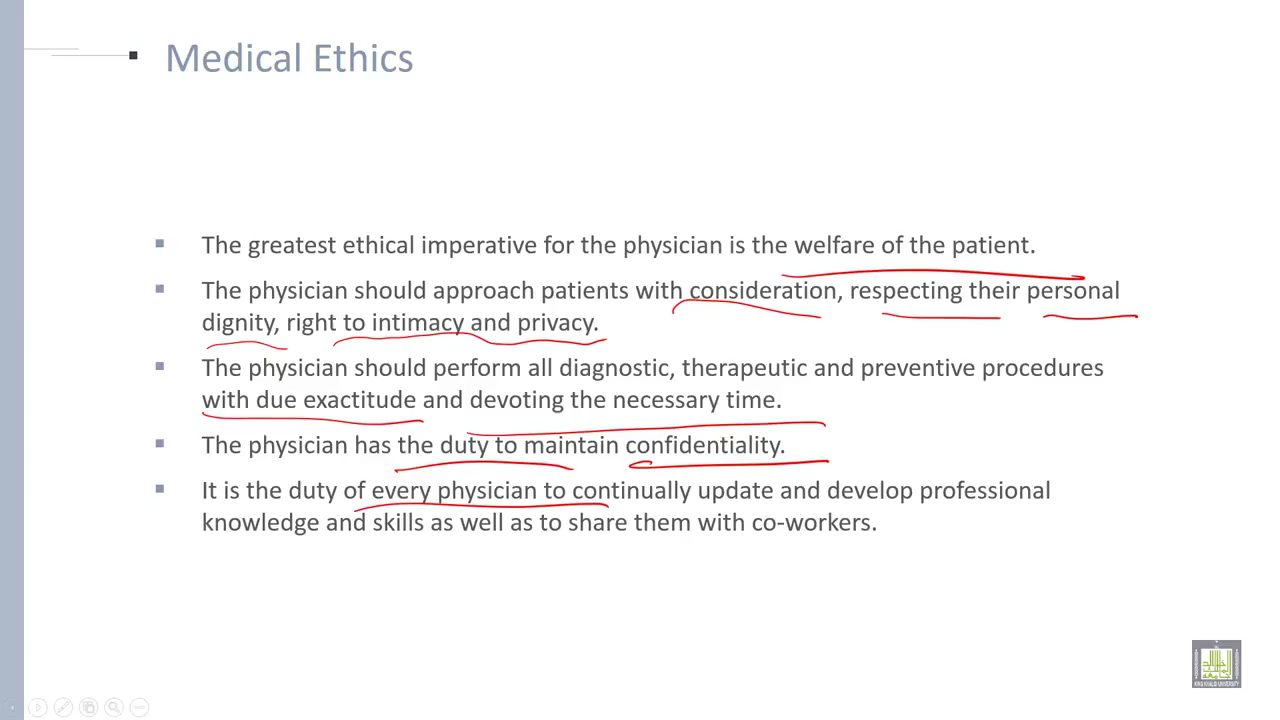 Medical Ethics
The greatest ethical imperative for the physician is the welfare of the patient.
The physician should approach patients with consideration, respecting their personal
dignity, right to intimacy and privacy.
The physician should perform all diagnostic, therapeutic and preventive procedures
with due exactitude and devoting the necessary time.
The physician has the duty to maintain confidentiality.
It is the duty of every physician to continually update and develop professional
knowledge and skills as well as to share them with co-workers.
KING KHALID UNIVERSITY